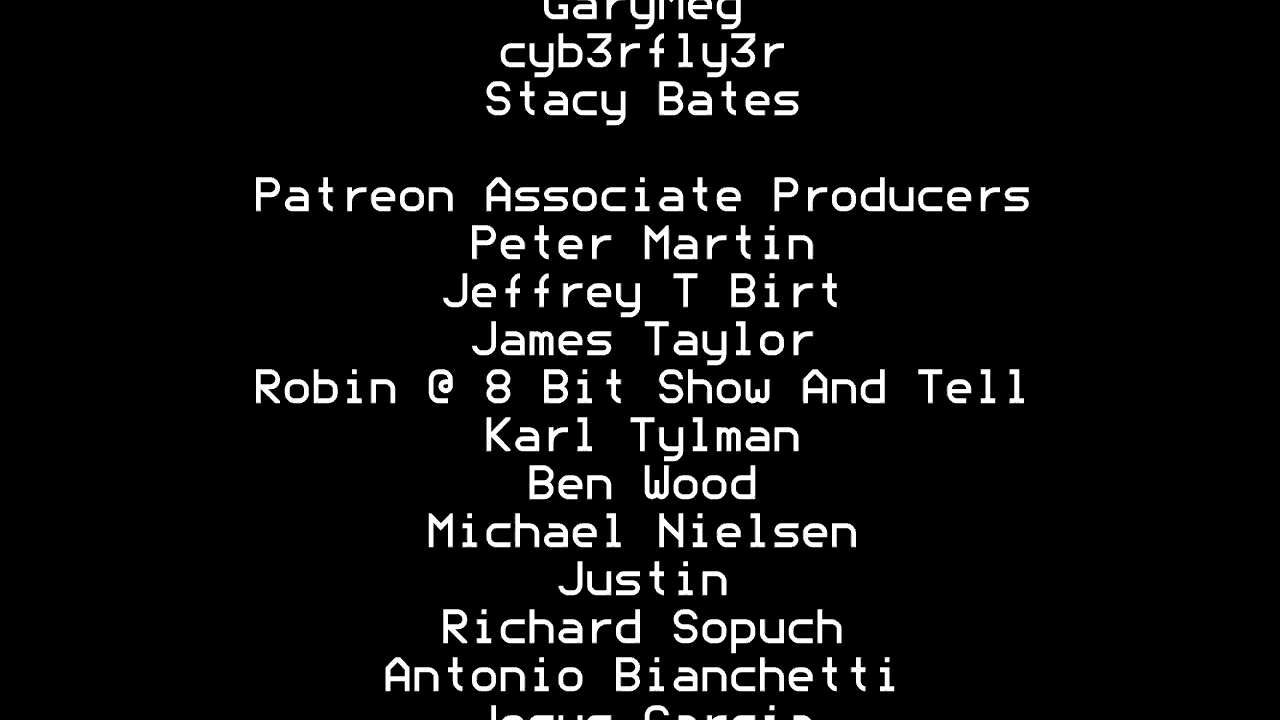 GaryMeg
cyb3rfly3r
Stacy Bates
Patreon Associate Producers
Peter Martin
Jeffrey T Birt
James Taylor
Robin @ 8 Bit Show And Tell
Karl Tylman
Ben Wood
Michael Nielsen
Justin
Richard Sopuch
Antonio Bianchetti